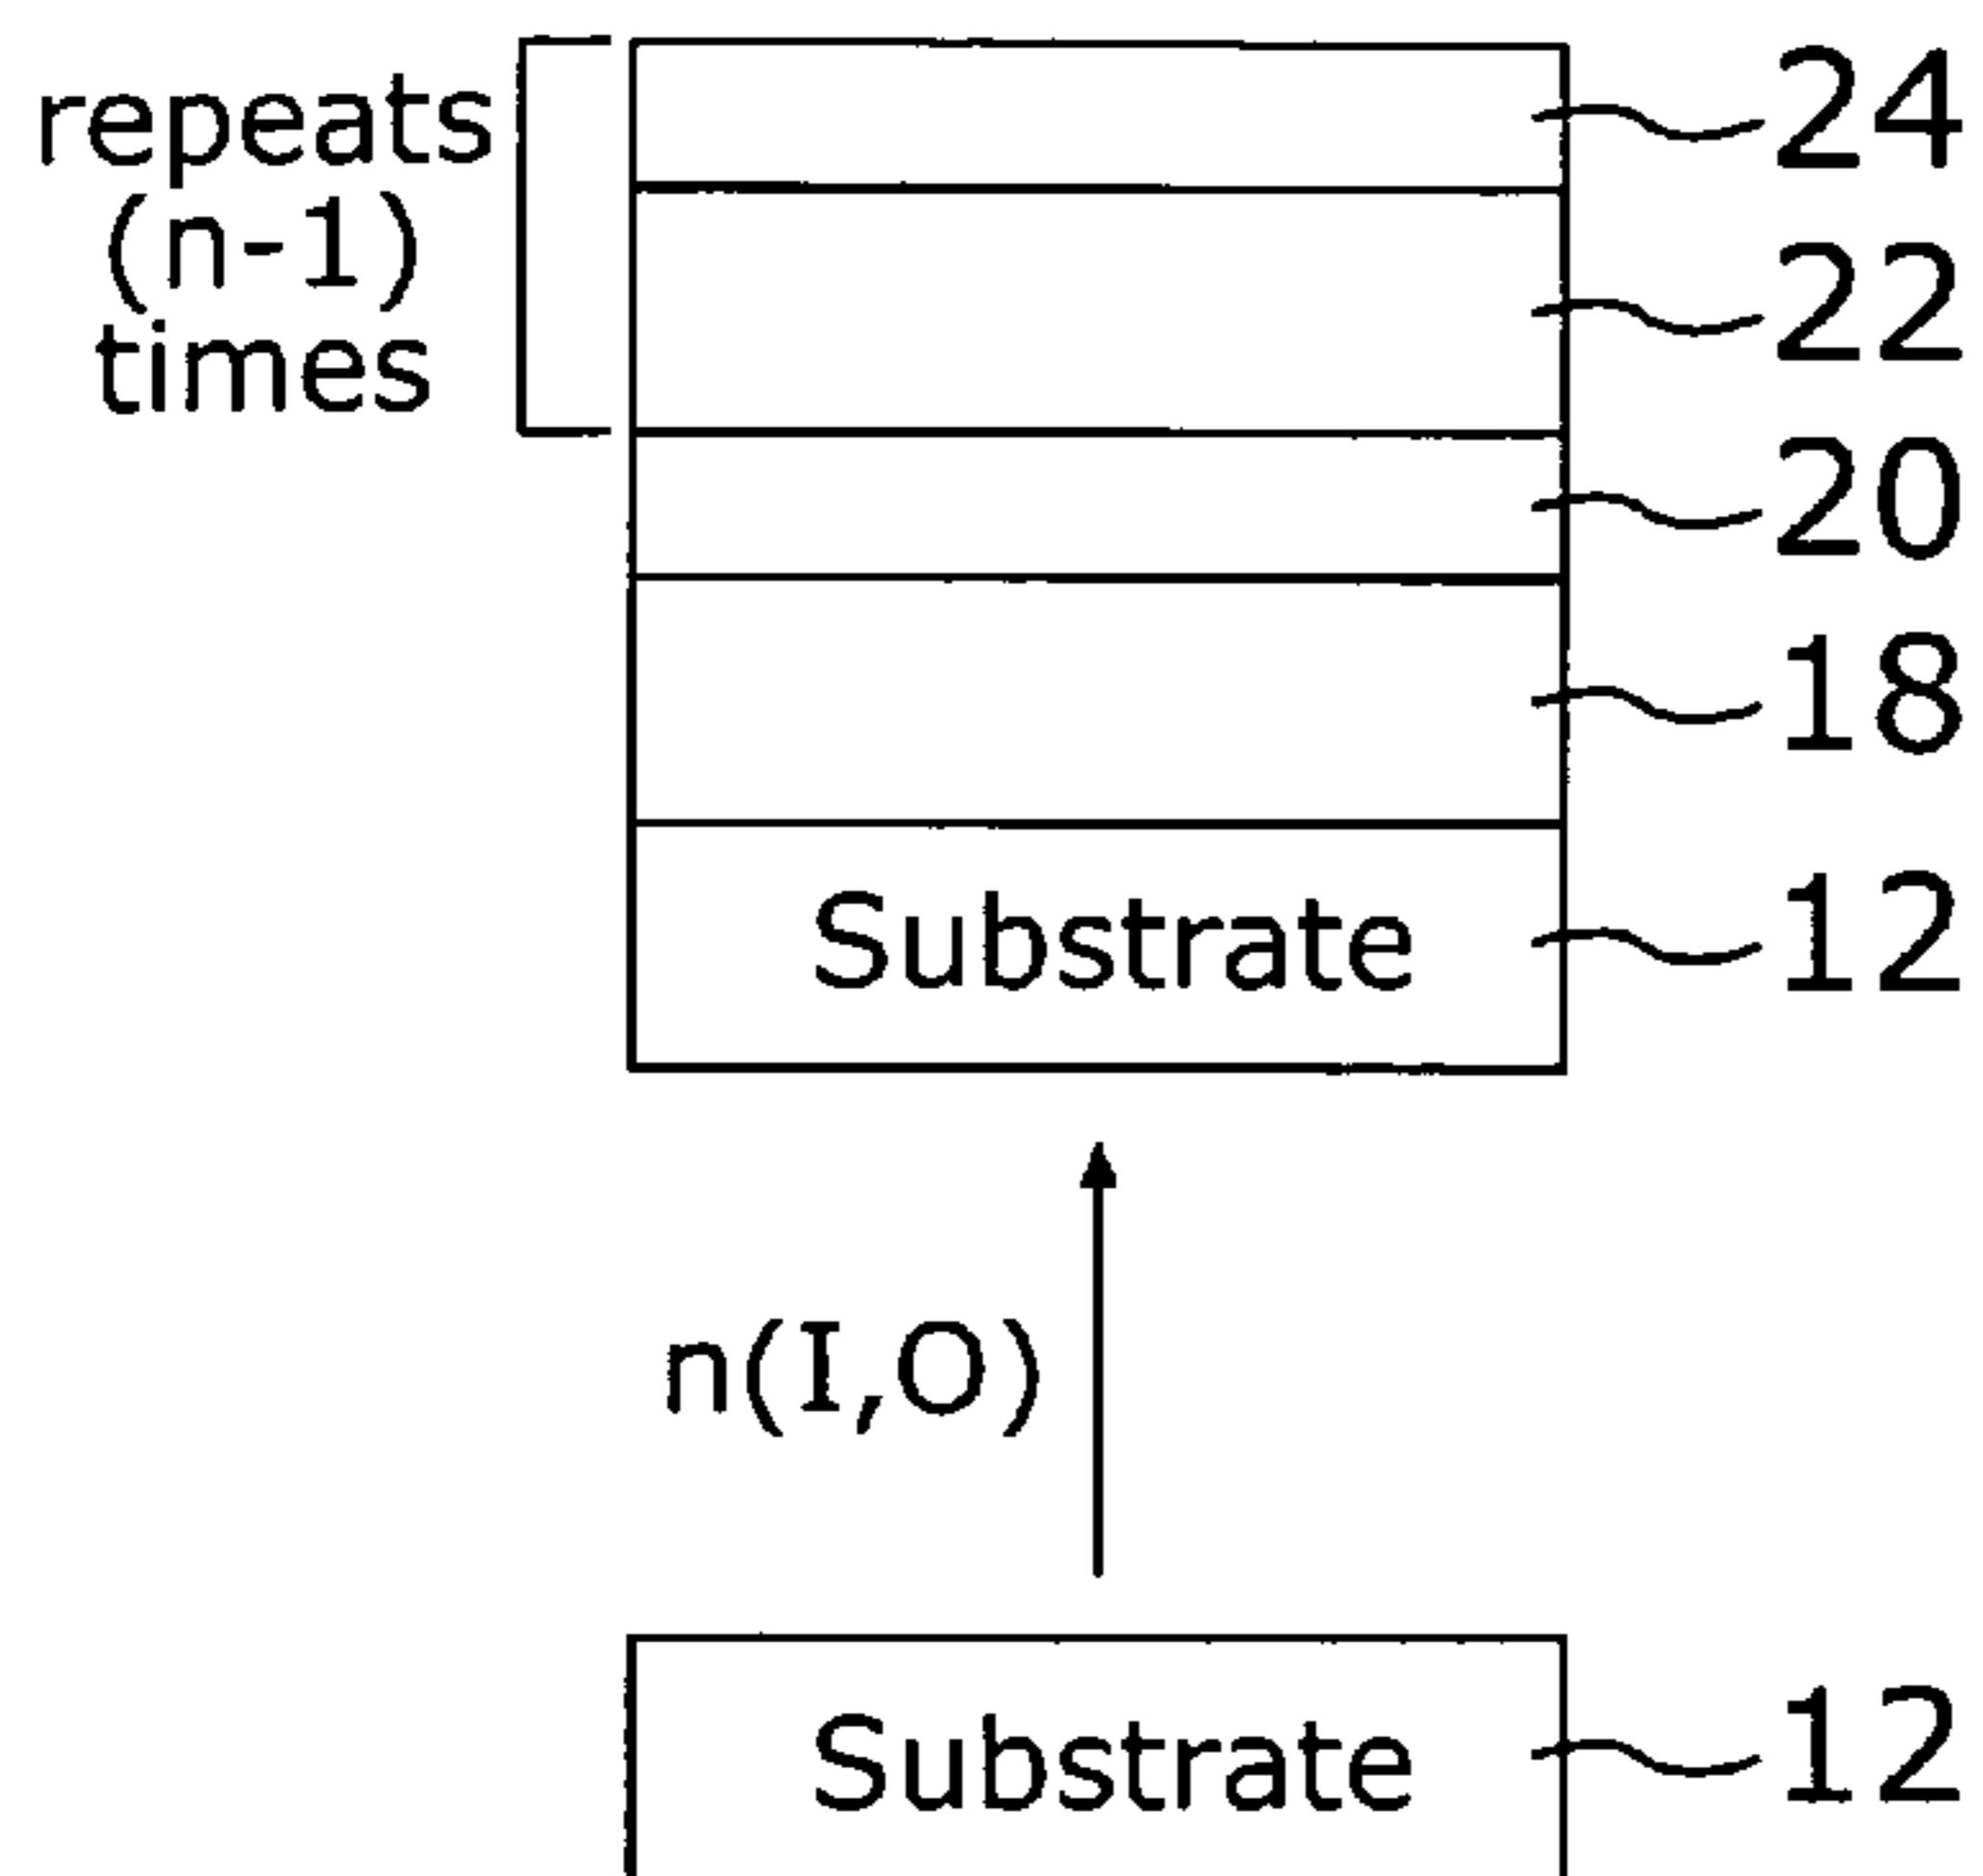 repeats
(n-1)
times
24
22
20
18
Substrate 12
n(I,O)
Substrate 12